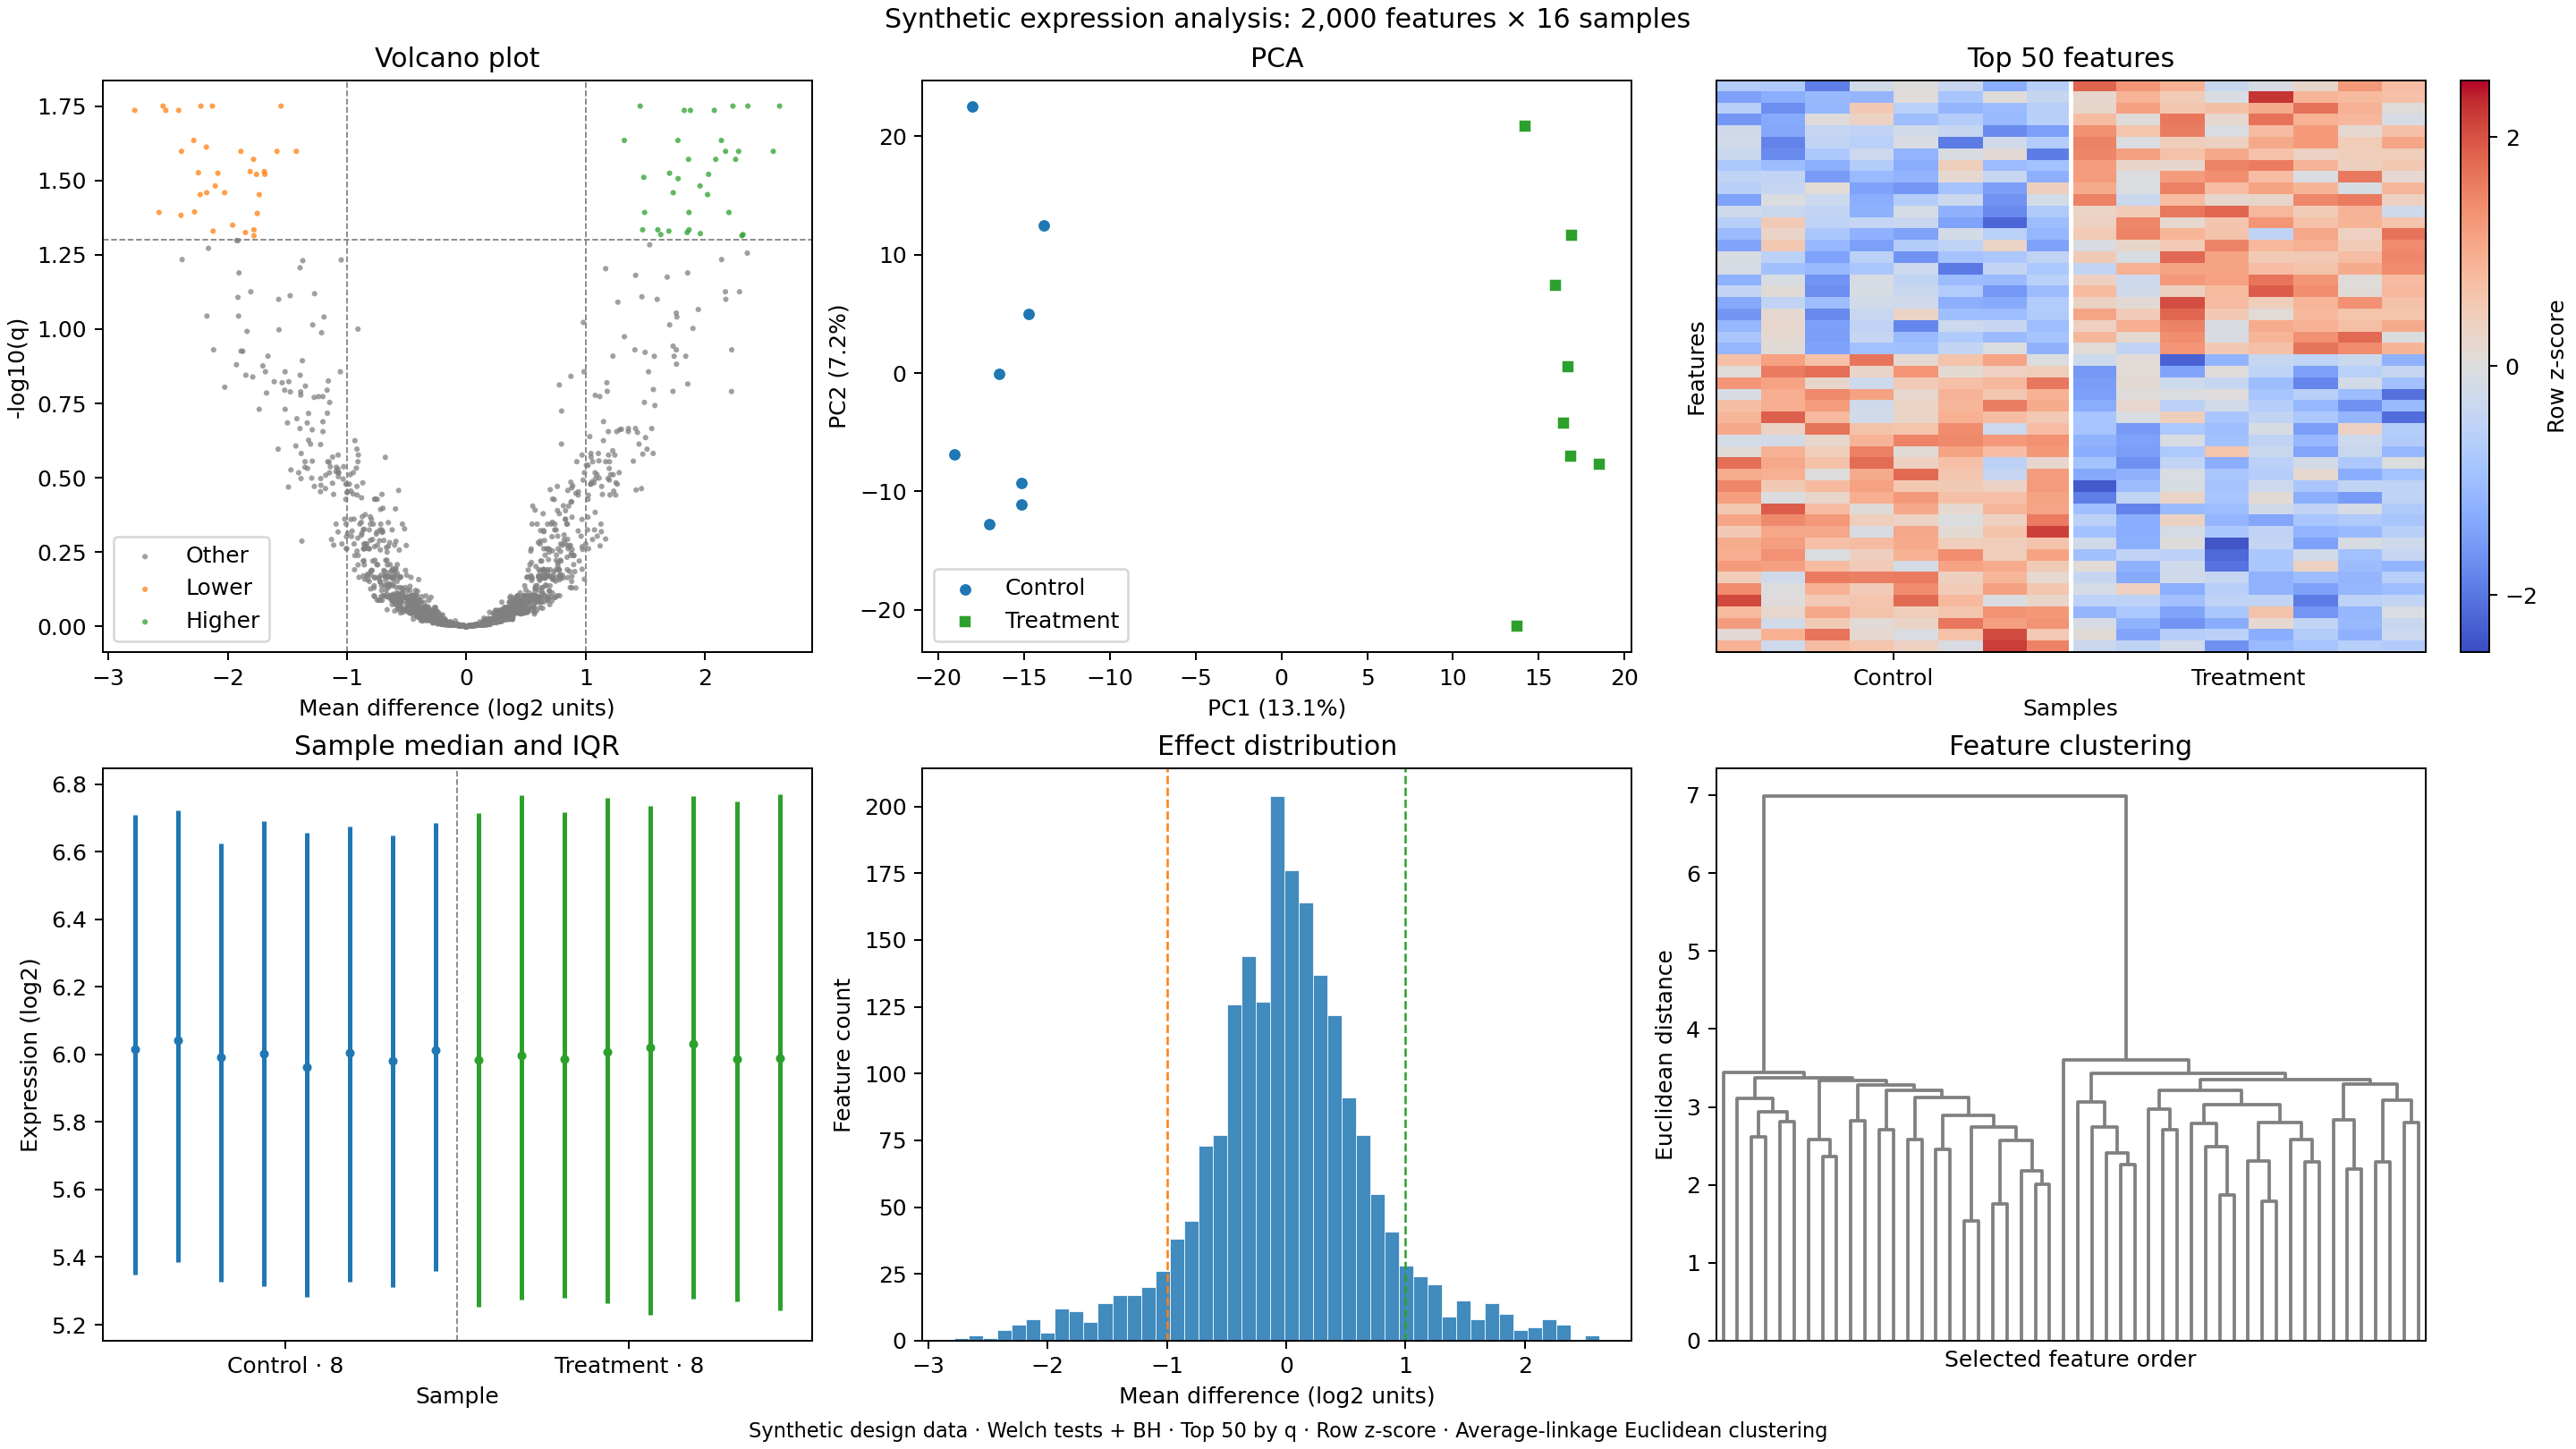 Synthetic expression analysis: 2,000 features × 16 samples
Volcano plot
-log10(q)
1.75
1.50
1.25
1.00
0.75
0.50
0.25
0.00
Other
Lower
Higher
−3 −2 −1 0 1 2
Mean difference (log2 units)
PCA
PC2 (7.2%)
20
10
0
−10
−20
Control
Treatment
−20 −15 −10 −5 0 5 10 15 20
PC1 (13.1%)
Top 50 features
Features
Control Treatment
Samples
2
0
−2
Row z-score
Sample median and IQR
Expression (log2)
6.8
6.6
6.4
6.2
6.0
5.8
5.6
5.4
5.2
Control · 8 Treatment · 8
Sample
Effect distribution
Feature count
200
175
150
125
100
75
50
25
0
−3 −2 −1 0 1 2
Mean difference (log2 units)
Feature clustering
Euclidean distance
7
6
5
4
3
2
1
0
Selected feature order
Synthetic design data · Welch tests + BH · Top 50 by q · Row z-score · Average-linkage Euclidean clustering